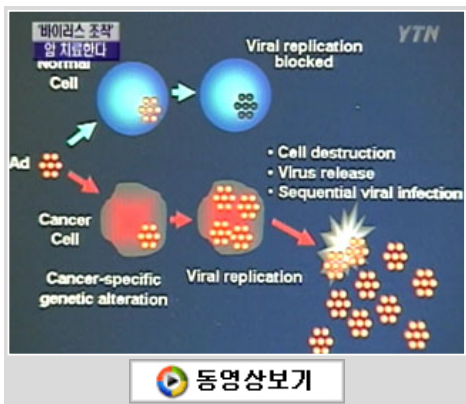 '바이러스 조작'
암 치료한다
YTN
Normal
Cell
Viral replication
blocked
Ad
• Cell destruction
• Virus release
• Sequential viral infection
Cancer
Cell
Cancer-specific
genetic alteration
Viral replication
동영상보기